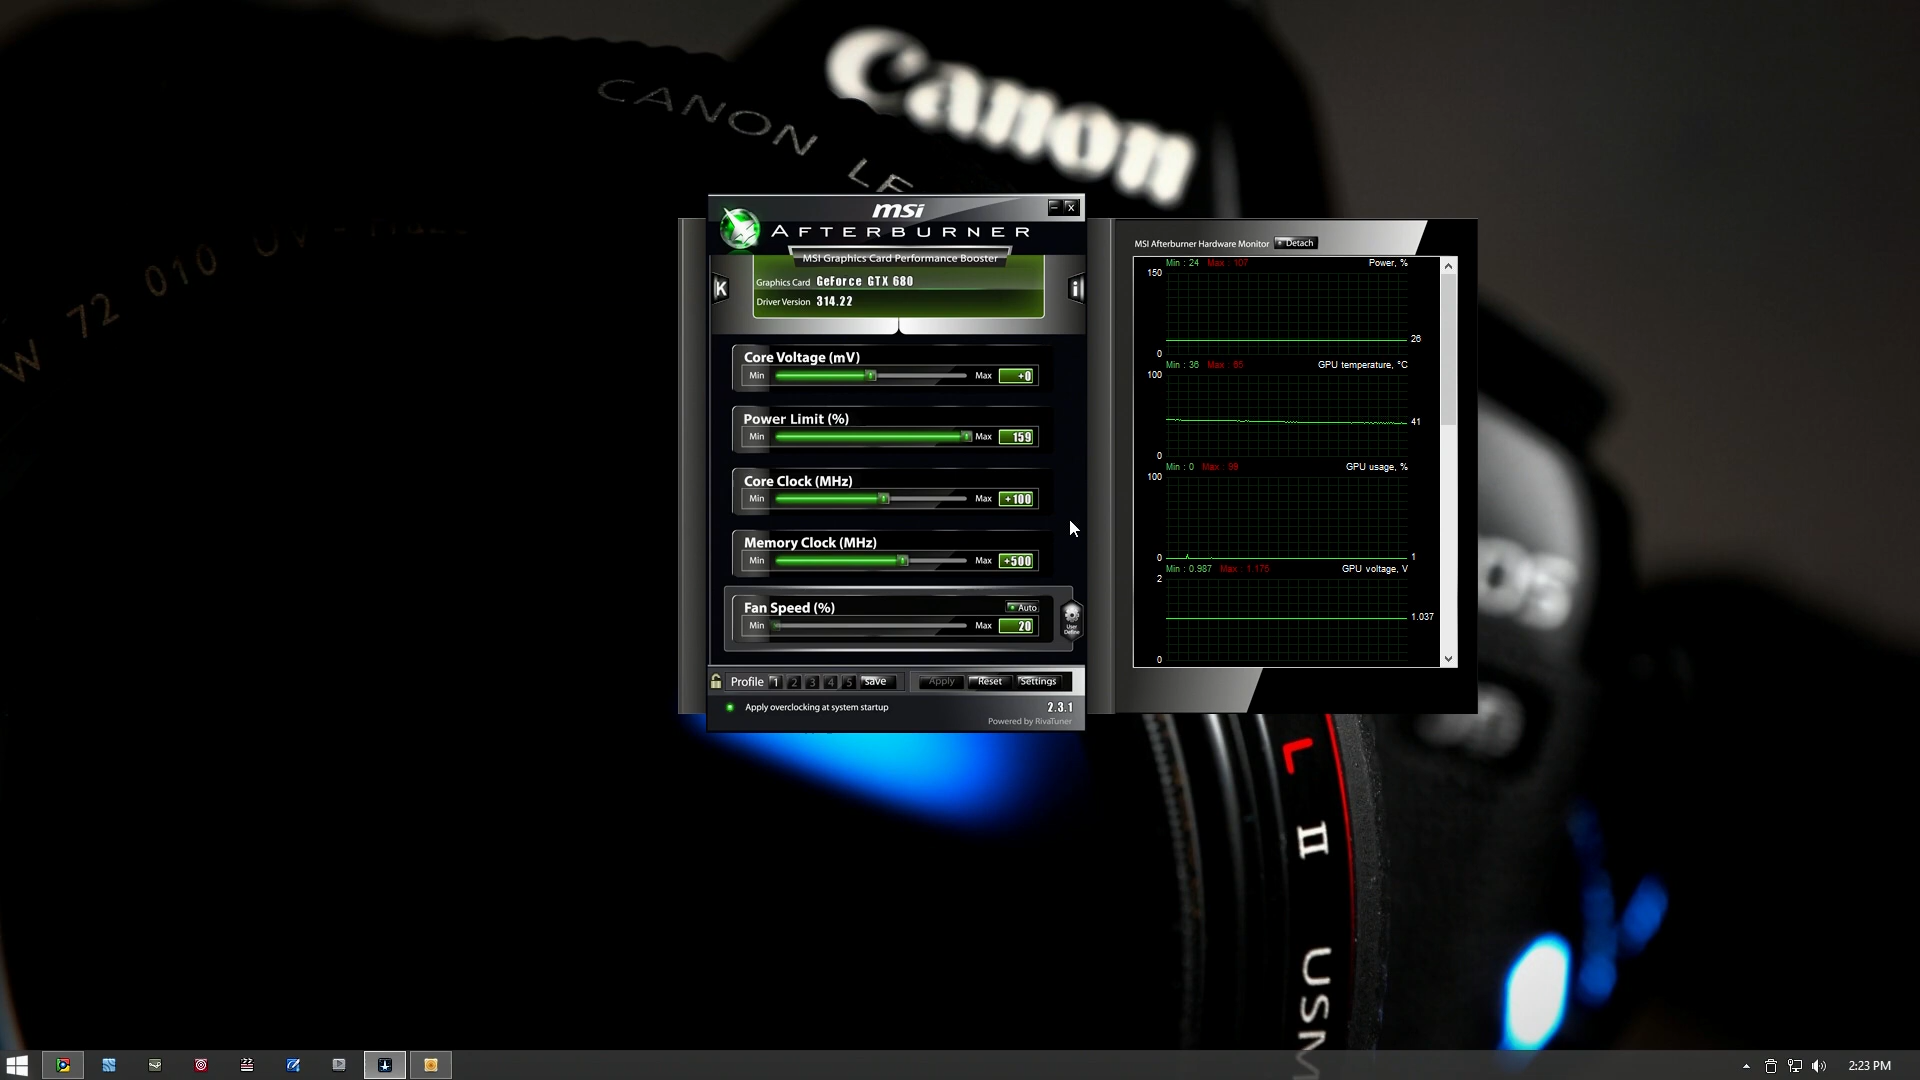 Canon
CANON LE
W 72 010
msi
AFTERBURNER
MSI Graphics Card Performance Booster
K
i
Graphics Card GeForce GTX 680
Driver Version 314.22
Core Voltage (mV)
Min Max +0
Power Limit (%)
Min Max 159
Core Clock (MHz)
Min Max +100
Memory Clock (MHz)
Min Max +500
Fan Speed (%) Auto
Min Max 20
User Define
Profile 1 2 3 4 5 Save Apply Reset Settings
Apply overclocking at system startup 2.3.1
Powered by RivaTuner
MSI Afterburner Hardware Monitor Detach
Min : 24 Max : 107 Power, %
150
26
0
Min : 36 Max : 65 GPU temperature, °C
100
41
0
Min : 0 Max : 99 GPU usage, %
100
0 1
Min : 0.987 Max : 1.175 GPU voltage, V
2
1.037
0
L
II
USM
2:23 PM